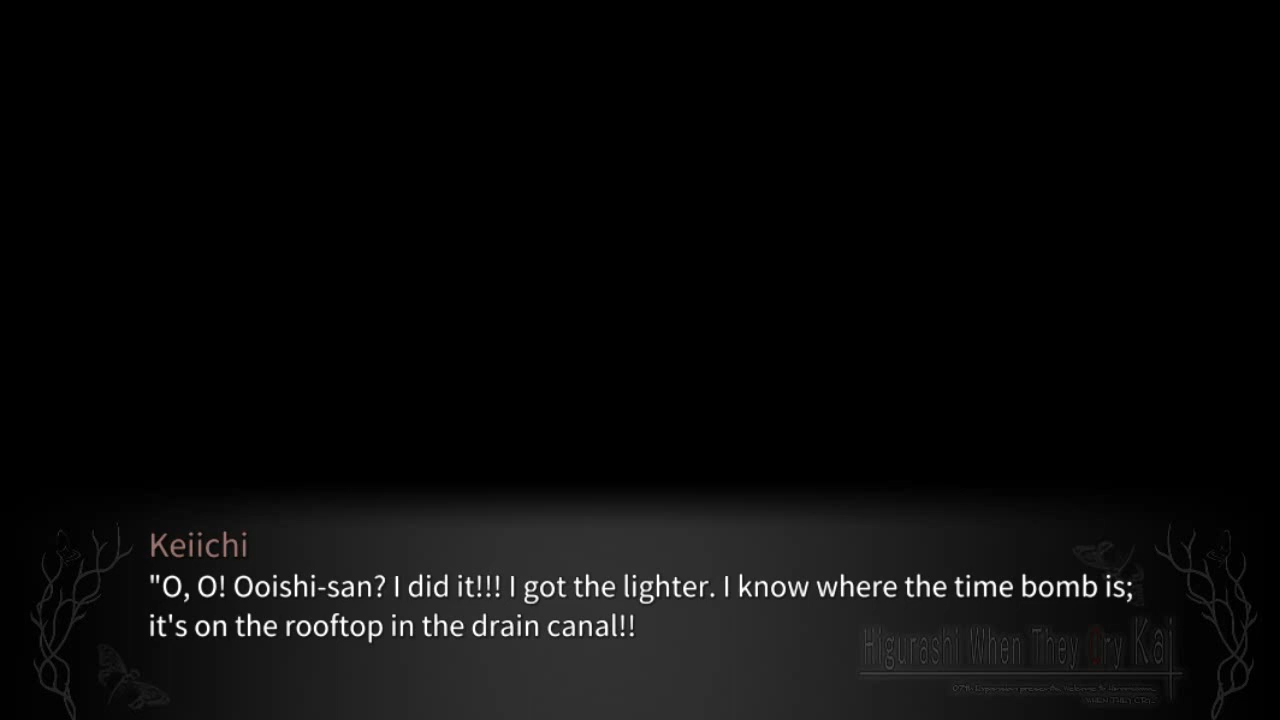 Keiichi
"O, O! Ooishi-san? I did it!!! I got the lighter. I know where the time bomb is;
it's on the rooftop in the drain canal!!
Higurashi When They Cry Kai